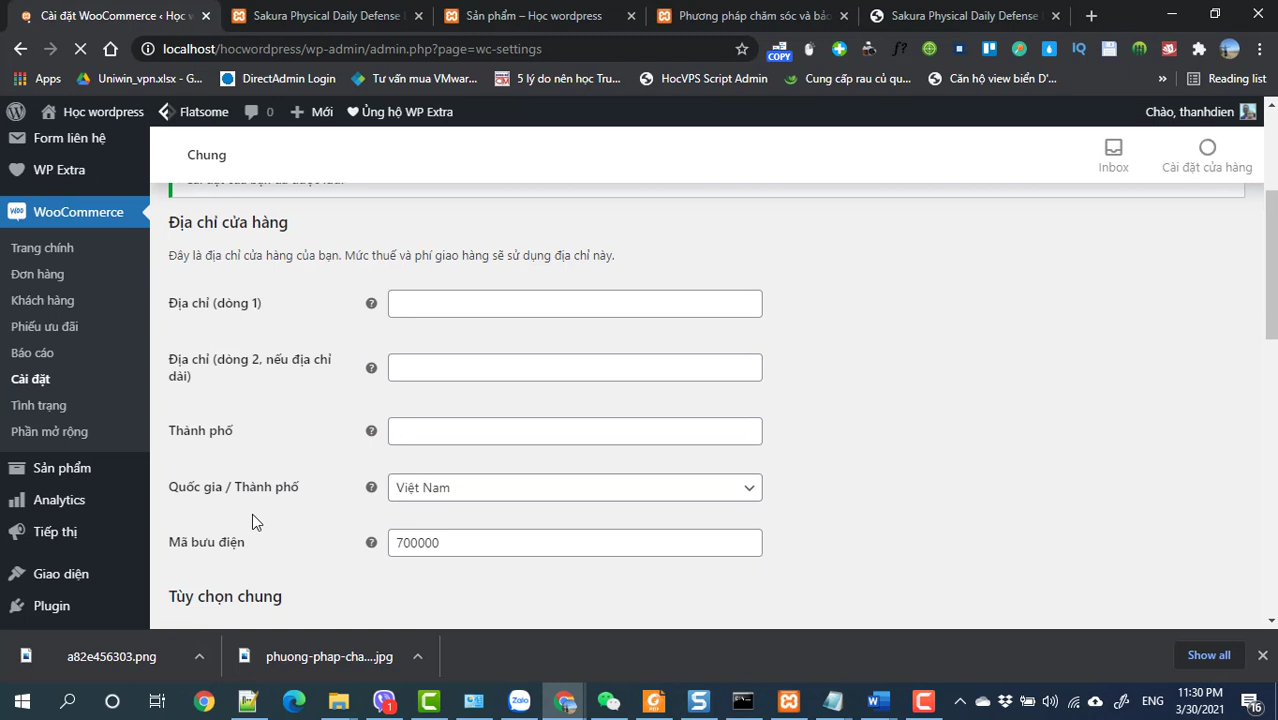 Cài đặt WooCommerce ‹ Học w
Sakura Physical Daily Defense
Sản phẩm – Học wordpress
Phương pháp chăm sóc và bảo
Sakura Physical Daily Defense
localhost/hocwordpress/wp-admin/admin.php?page=wc-settings
COPY
f?
IQ
Apps
Uniwin_vpn.xlsx - G...
DirectAdmin Login
Tư vấn mua VMwar...
5 lý do nên học Tru...
HocVPS Script Admin
Cung cấp rau củ qu...
Căn hộ view biển D'...
»
Reading list
Học wordpress
Flatsome
0
Mới
Ủng hộ WP Extra
Chào, thanhdien
Form liên hệ
WP Extra
WooCommerce
Trang chính
Đơn hàng
Khách hàng
Phiếu ưu đãi
Báo cáo
Cài đặt
Tình trạng
Phần mở rộng
Sản phẩm
Analytics
Tiếp thị
Giao diện
Plugin
Chung
Inbox
Cài đặt cửa hàng
Địa chỉ cửa hàng
Đây là địa chỉ cửa hàng của bạn. Mức thuế và phí giao hàng sẽ sử dụng địa chỉ này.
Địa chỉ (dòng 1)
Địa chỉ (dòng 2, nếu địa chỉ
dài)
Thành phố
Quốc gia / Thành phố
Việt Nam
Mã bưu điện
700000
Tùy chọn chung
a82e456303.png
phuong-phap-cha....jpg
Show all
1
ENG
11:30 PM
3/30/2021
16